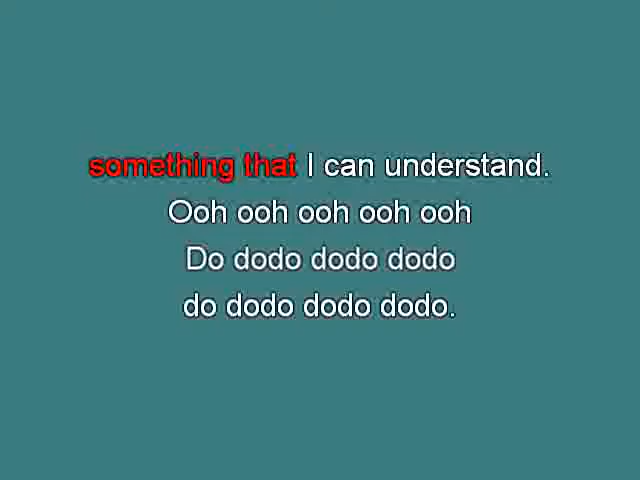 something that I can understand.
Ooh ooh ooh ooh ooh
Do dodo dodo dodo
do dodo dodo dodo.